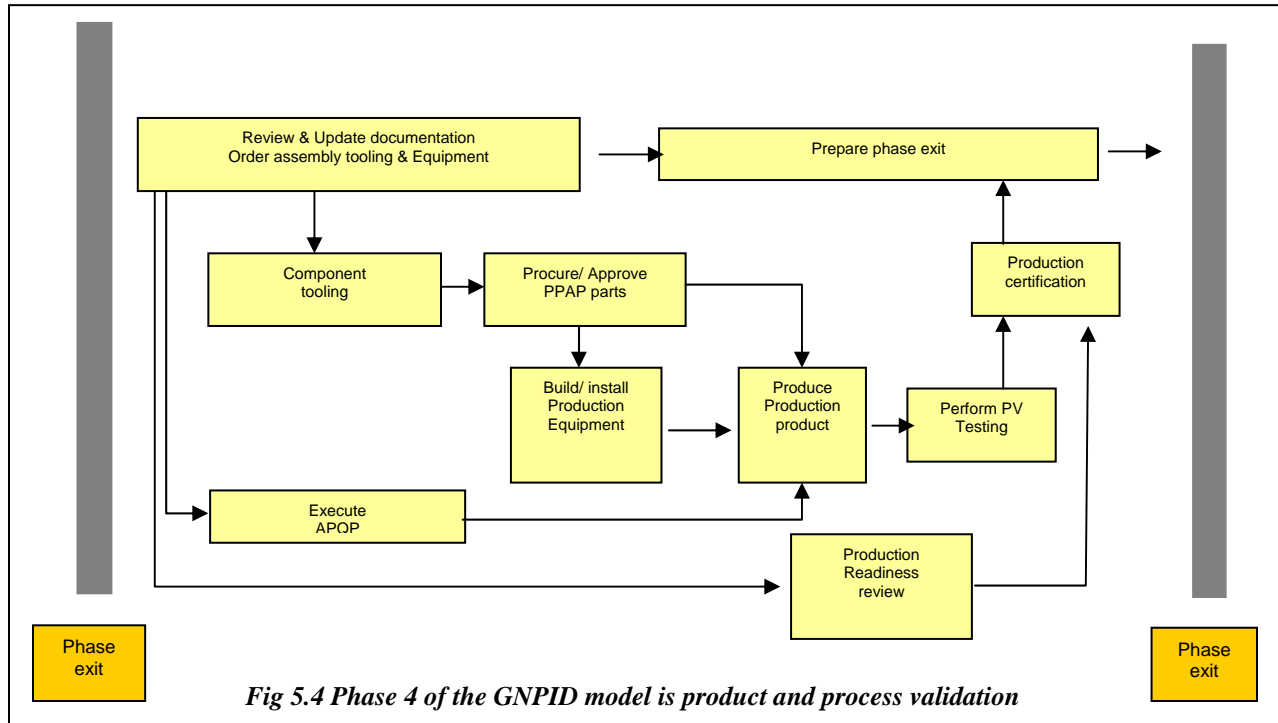 Review & Update documentation
Order assembly tooling & Equipment
Prepare phase exit
Component
tooling
Procure/ Approve
PPAP parts
Production
certification
Build/ install
Production
Equipment
Produce
Production
product
Perform PV
Testing
Execute
APQP
Production
Readiness
review
Phase
exit
Phase
exit
Fig 5.4 Phase 4 of the GNPID model is product and process validation